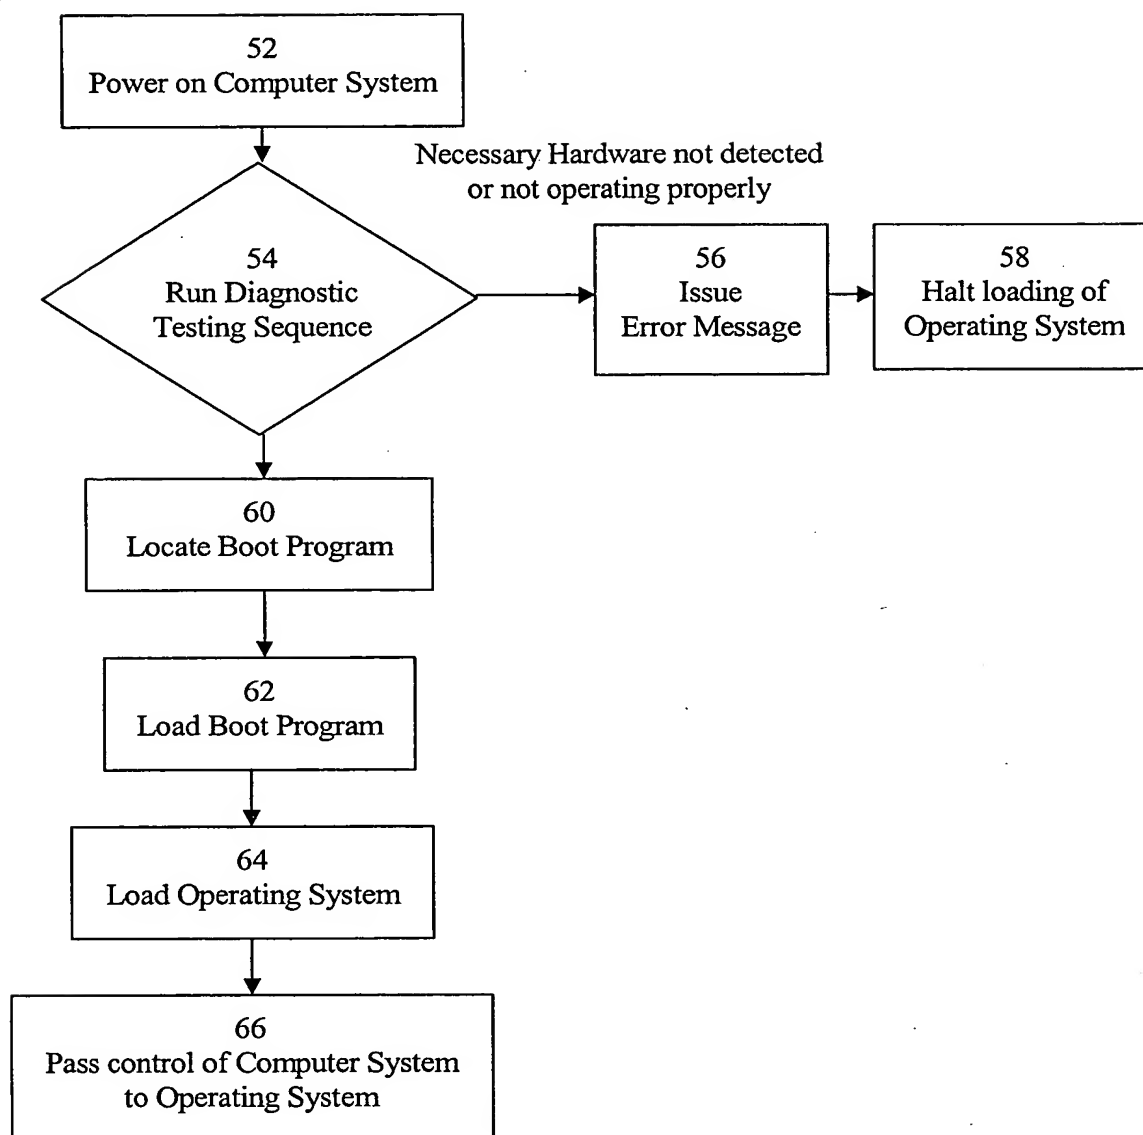 52
Power on Computer System
Necessary Hardware not detected
or not operating properly
54
Run Diagnostic
Testing Sequence
56
Issue
Error Message
58
Halt loading of
Operating System
60
Locate Boot Program
62
Load Boot Program
64
Load Operating System
66
Pass control of Computer System
to Operating System